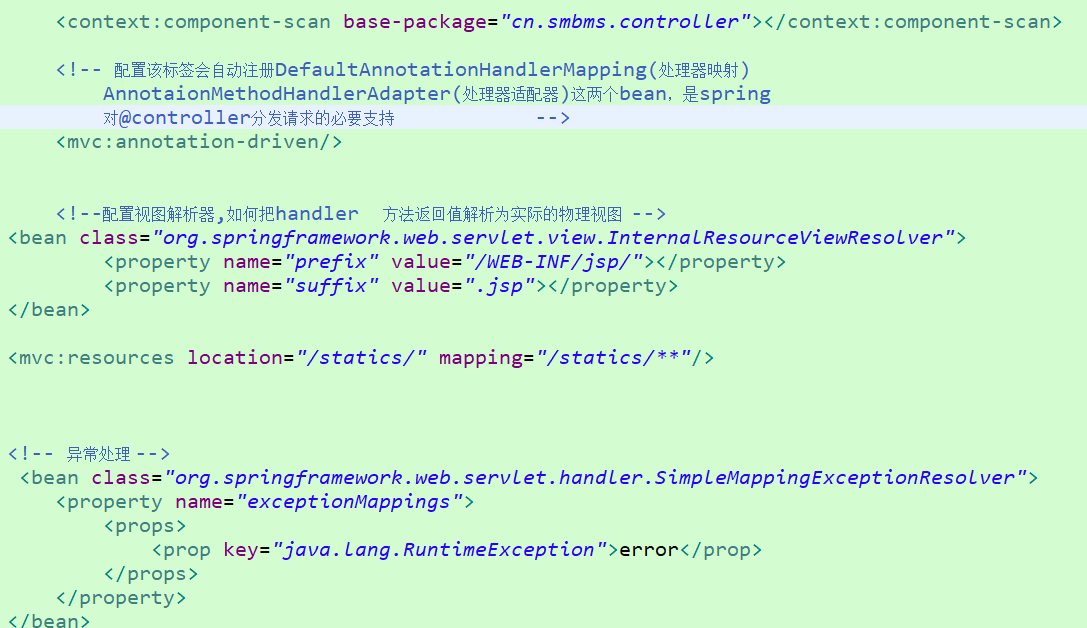 <context:component-scan base-package="cn.smbms.controller"></context:component-scan>
<!-- 配置该标签会自动注册DefaultAnnotationHandlerMapping(处理器映射)
AnnotaionMethodHandlerAdapter(处理器适配器)这两个bean, 是spring
对@controller分发请求的必要支持 -->
<mvc:annotation-driven/>
<!--配置视图解析器,如何把handler 方法返回值解析为实际的物理视图 -->
<bean class="org.springframework.web.servlet.view.InternalResourceViewResolver">
<property name="prefix" value="/WEB-INF/jsp/"></property>
<property name="suffix" value=".jsp"></property>
</bean>
<mvc:resources location="/statics/" mapping="/statics/**"/>
<!-- 异常处理 -->
<bean class="org.springframework.web.servlet.handler.SimpleMappingExceptionResolver">
<property name="exceptionMappings">
<props>
<prop key="java.lang.RuntimeException">error</prop>
</props>
</property>
</bean>